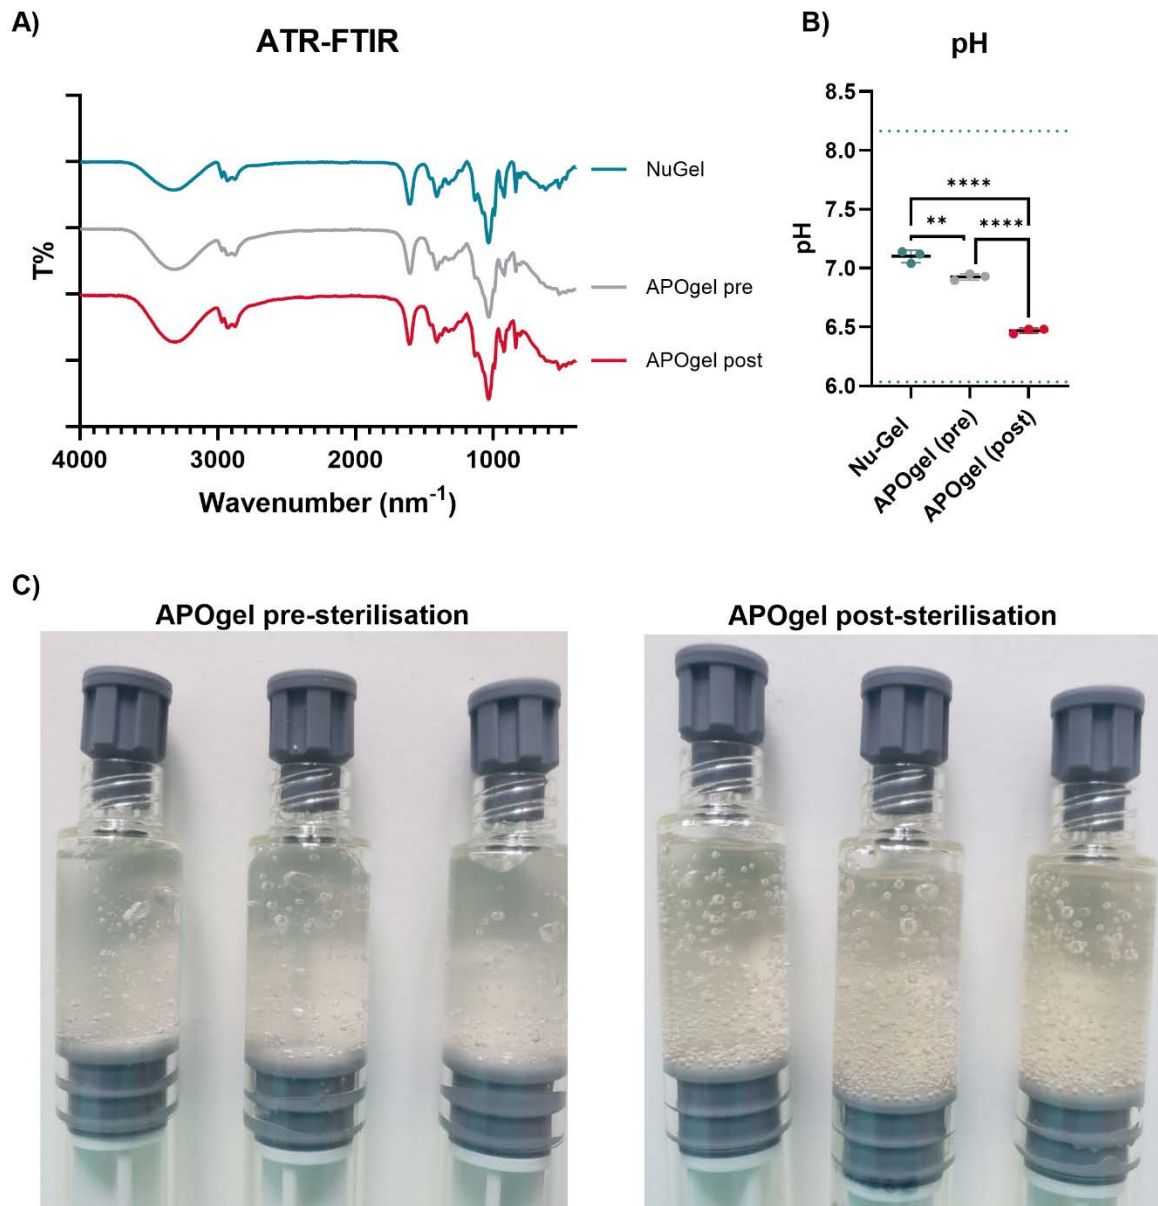 A)
ATR-FTIR
T%
NuGel
APOgel pre
APOgel post
4000
3000
2000
1000
Wavenumber (nm⁻¹)
B)
pH
8.5
8.0
7.5
7.0
6.5
6.0
pH
****
**
****
Nu-Gel
APOgel (pre)
APOgel (post)
C)
APOgel pre-sterilisation
APOgel post-sterilisation